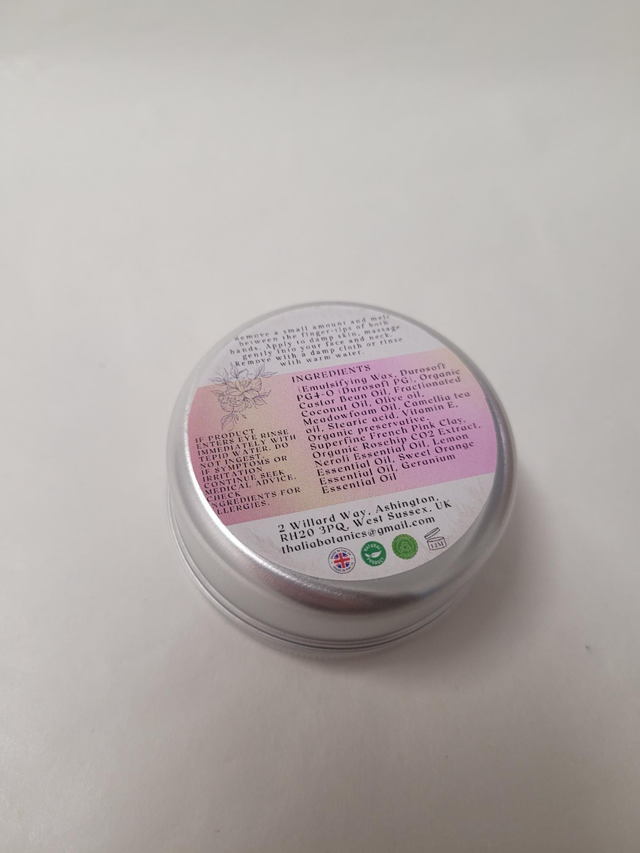 Remove a small amount and melt
between the finger-tips of both
hands. Apply to damp skin, massage
gently into your face and neck.
Remove with a damp cloth or rinse
with warm water.
INGREDIENTS
(Emulsifying Wax, Durosoft
PG4-O (Durosoft PG), Organic
Castor Bean Oil, Fractionated
Coconut Oil, Olive oil,
Meadowfoam Oil, Camellia tea
oil, Stearic acid, Vitamin E,
Organic preservative,
Superfine French Pink Clay,
Organic Rosehip CO2 Extract,
Neroli Essential Oil, Lemon
Essential Oil, Sweet Orange
Essential Oil, Geranium
Essential Oil
IF PRODUCT
ENTERS EYE RINSE
IMMEDIATELY WITH
TEPID WATER. DO
NOT INGEST.
IF SYMPTOMS OR
IRRITATION
CONTINUE SEEK
MEDICAL ADVICE.
CHECK
INGREDIENTS FOR
ALLERGIES.
2 Willard Way, Ashington,
RH20 3PQ, West Sussex, UK
thaliabotanics@gmail.com
NATURAL
PRODUCT
12M